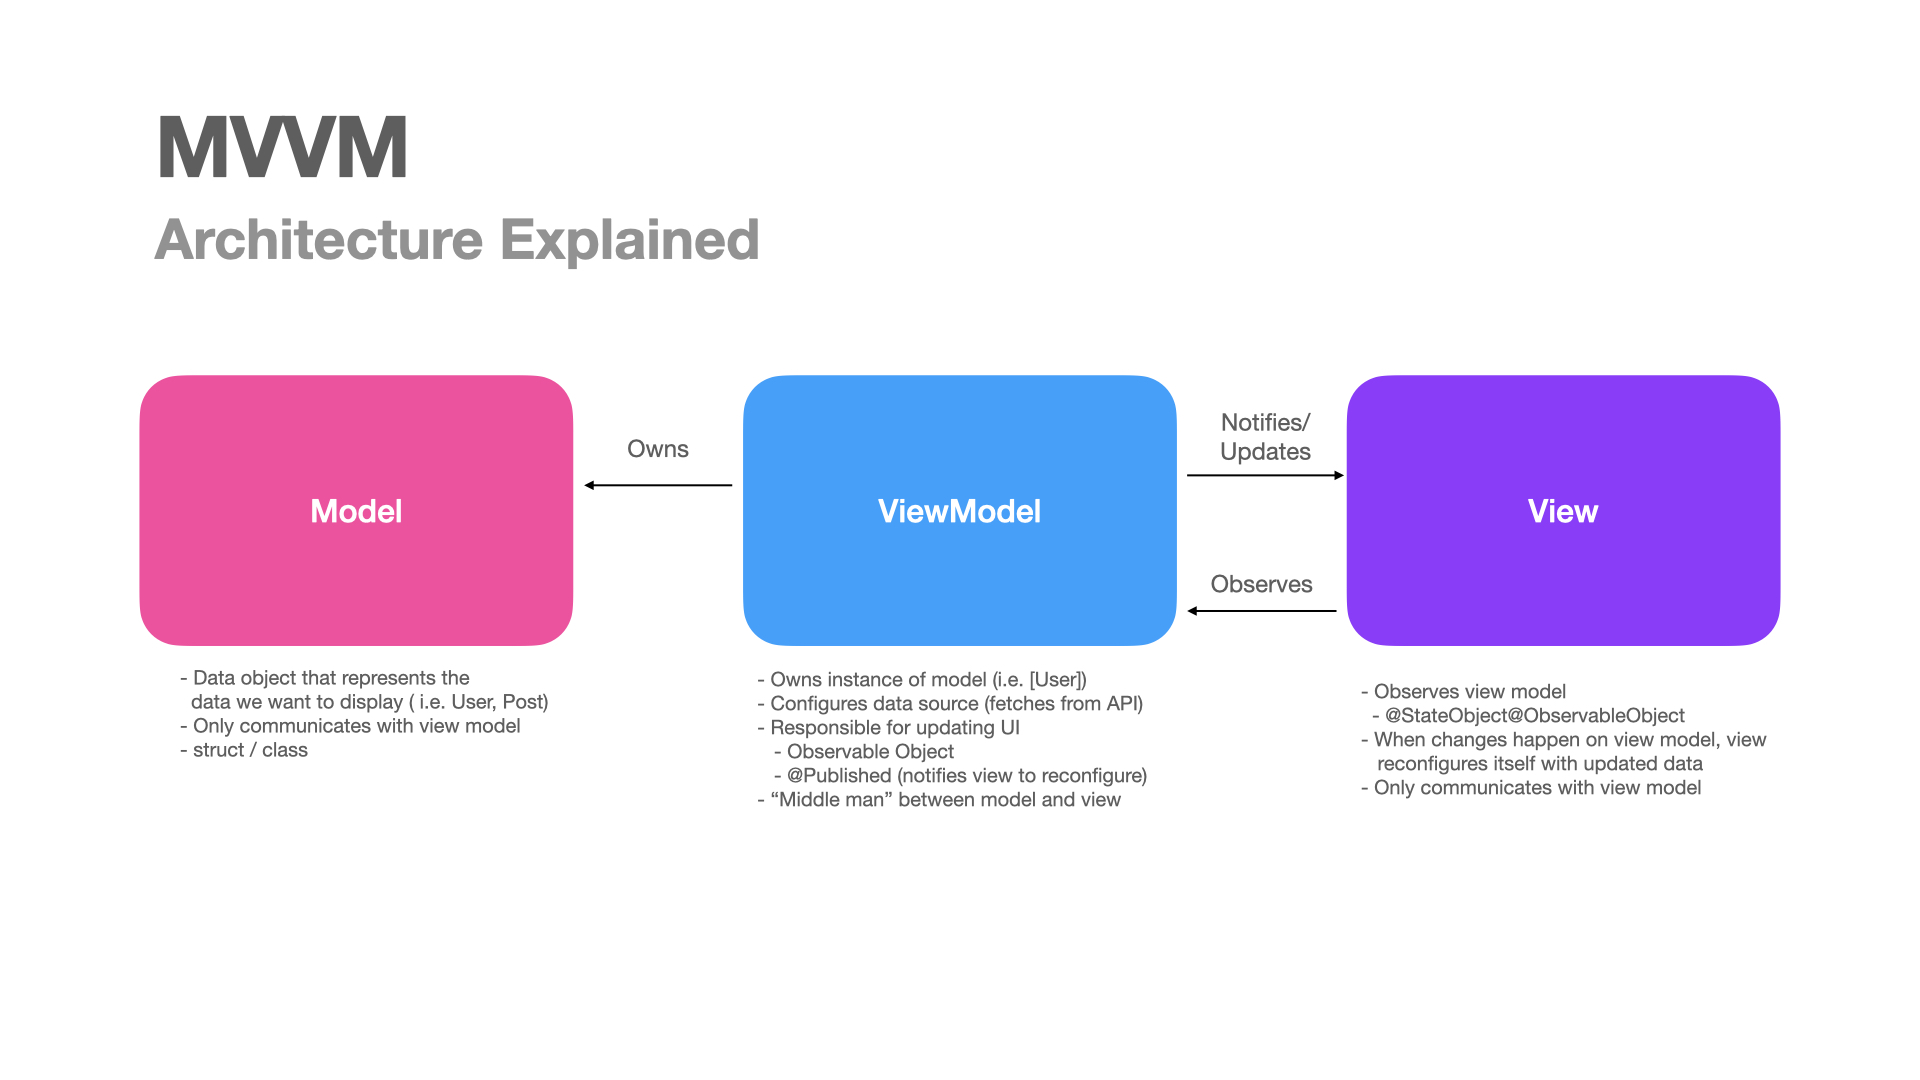 MVVM
Architecture Explained
Model
Owns
ViewModel
Notifies/
Updates
Observes
View
- Data object that represents the
data we want to display ( i.e. User, Post)
- Only communicates with view model
- struct / class
- Owns instance of model (i.e. [User])
- Configures data source (fetches from API)
- Responsible for updating UI
- Observable Object
- @Published (notifies view to reconfigure)
- “Middle man” between model and view
- Observes view model
- @StateObject@ObservableObject
- When changes happen on view model, view
reconfigures itself with updated data
- Only communicates with view model